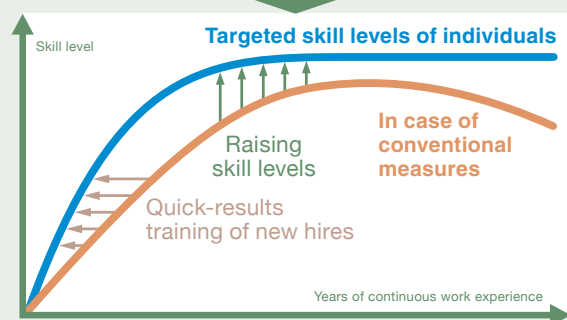 Skill level
Targeted skill levels of individuals
Raising
skill levels
In case of
conventional
measures
Quick-results
training of new hires
Years of continuous work experience